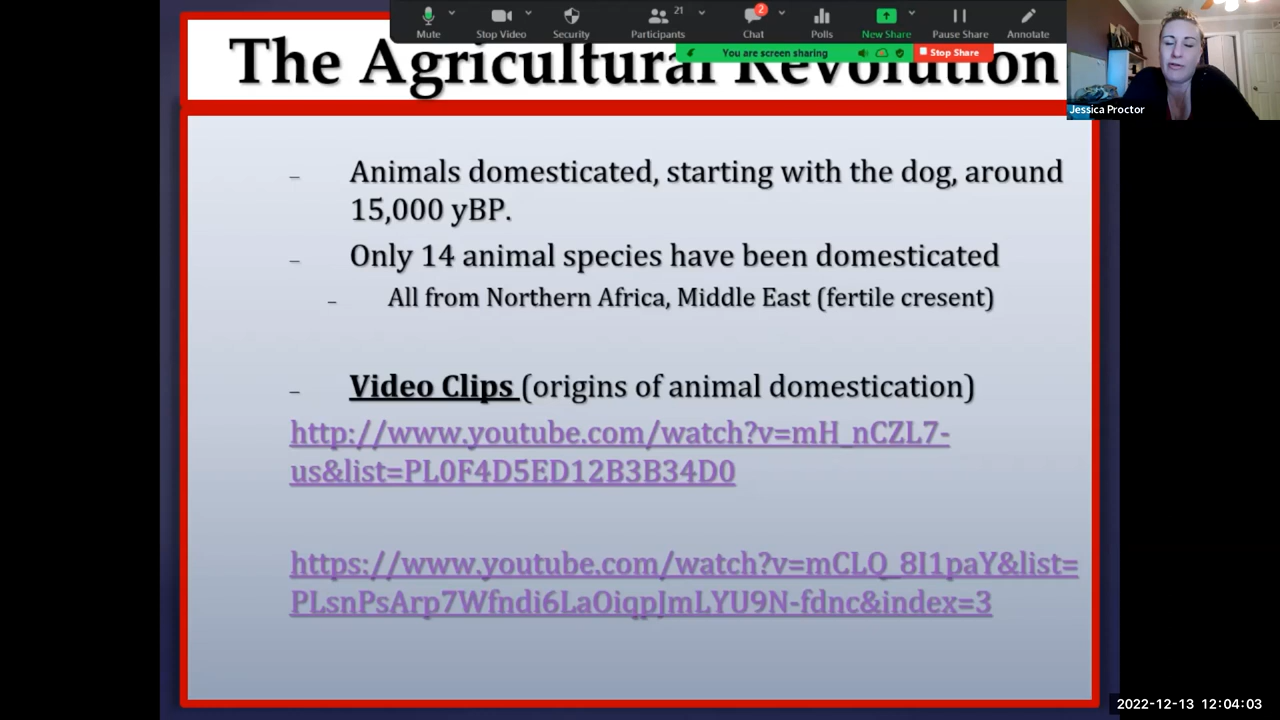 Mute
Stop Video
Security
Participants
21
Chat
2
Polls
New Share
Pause Share
Annotate
You are screen sharing
Stop Share
Jessica Proctor
The Agricultural Revolution
– Animals domesticated, starting with the dog, around
15,000 yBP.
– Only 14 animal species have been domesticated
– All from Northern Africa, Middle East (fertile cresent)
– Video Clips (origins of animal domestication)
http://www.youtube.com/watch?v=mH_nCZL7-
us&list=PL0F4D5ED12B3B34D0
https://www.youtube.com/watch?v=mCLQ_8I1paY&list=
PLsnPsArp7Wfndi6LaOiqpJmLYU9N-fdnc&index=3
2022-12-13 12:04:03